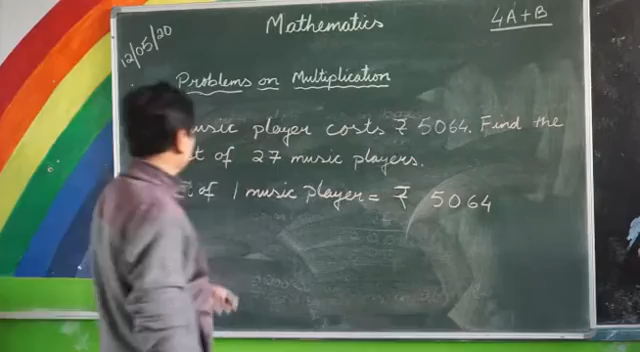 Mathematics
4A+B
12/05/20
Problems on Multiplication
music player costs ₹ 5064. Find the
of 27 music players.
of 1 music player = ₹ 5064